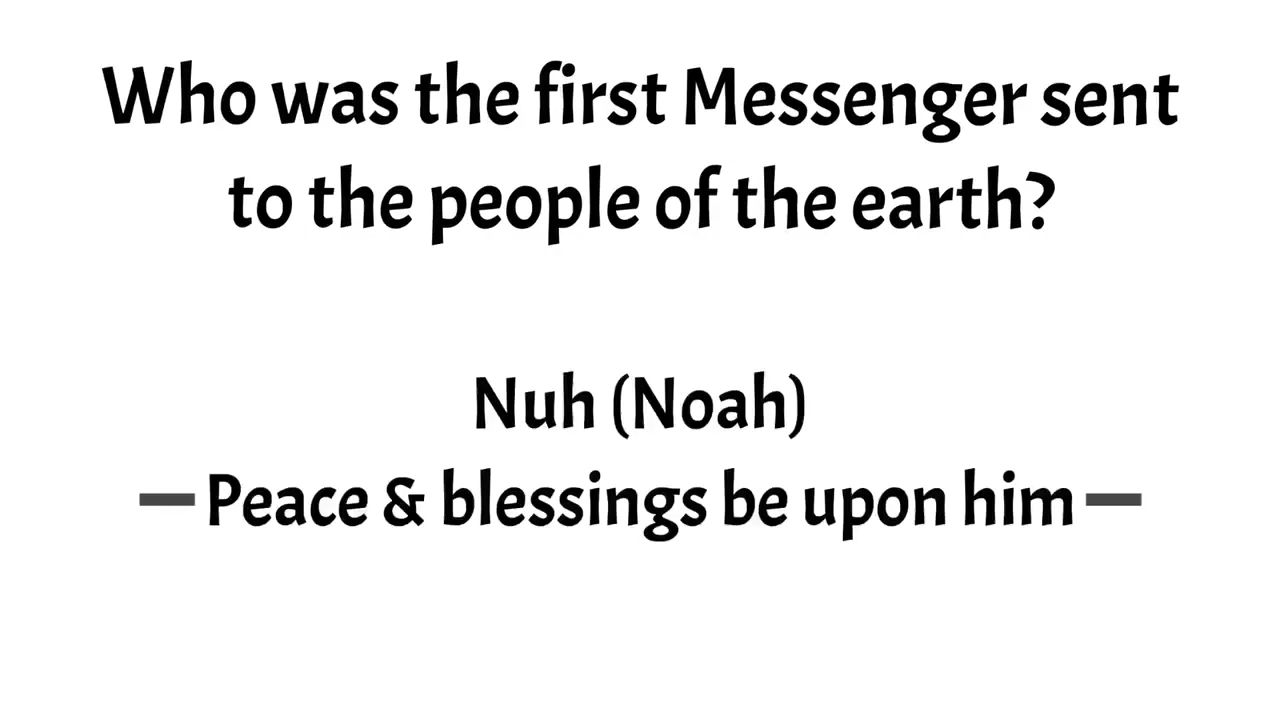 Who was the first Messenger sent
to the people of the earth?
Nuh (Noah)
➖Peace & blessings be upon him➖